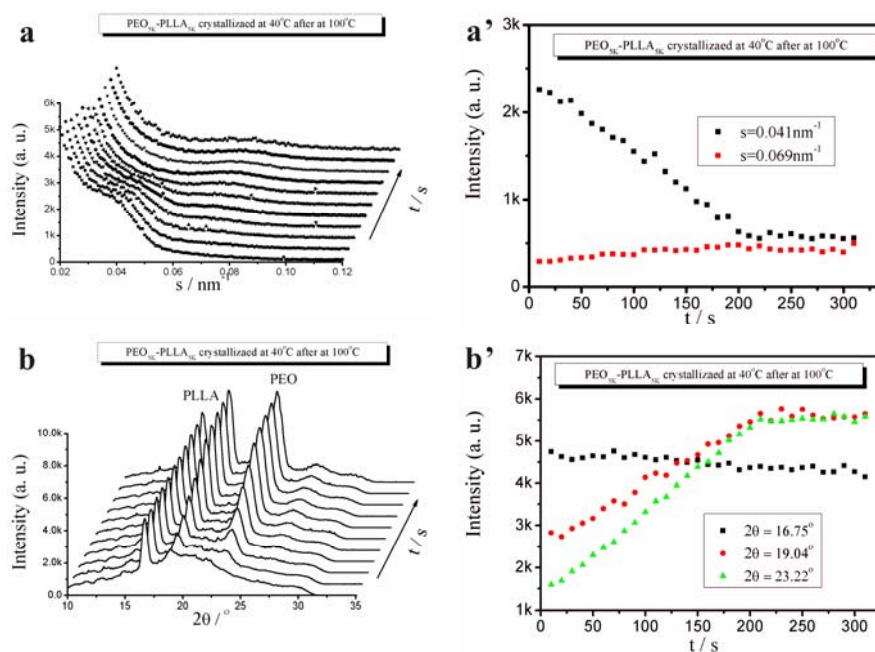 a
PEO5K-PLLA5K crystallized at 40°C after at 100°C
6k
5k
4k
3k
2k
1k
0
Intensity (a. u.)
0.02 0.04 0.06 0.08 0.10 0.12
s / nm-1
t / s
a'
PEO5K-PLLA5K crystallizaed at 40°C after at 100°C
3k
2k
1k
0
Intensity (a. u.)
s=0.041nm-1
s=0.069nm-1
0 50 100 150 200 250 300
t / s
b
PEO5K-PLLA5K crystallizaed at 40°C after at 100°C
PLLA
PEO
10.0k
8.0k
6.0k
4.0k
2.0k
0.0
Intensity (a. u.)
10 15 20 25 30 35
2θ / °
t / s
b'
PEO5K-PLLA5K crystallizaed at 40°C after at 100°C
7k
6k
5k
4k
3k
2k
1k
Intensity (a. u.)
2θ = 16.75°
2θ = 19.04°
2θ = 23.22°
0 50 100 150 200 250 300
t / s